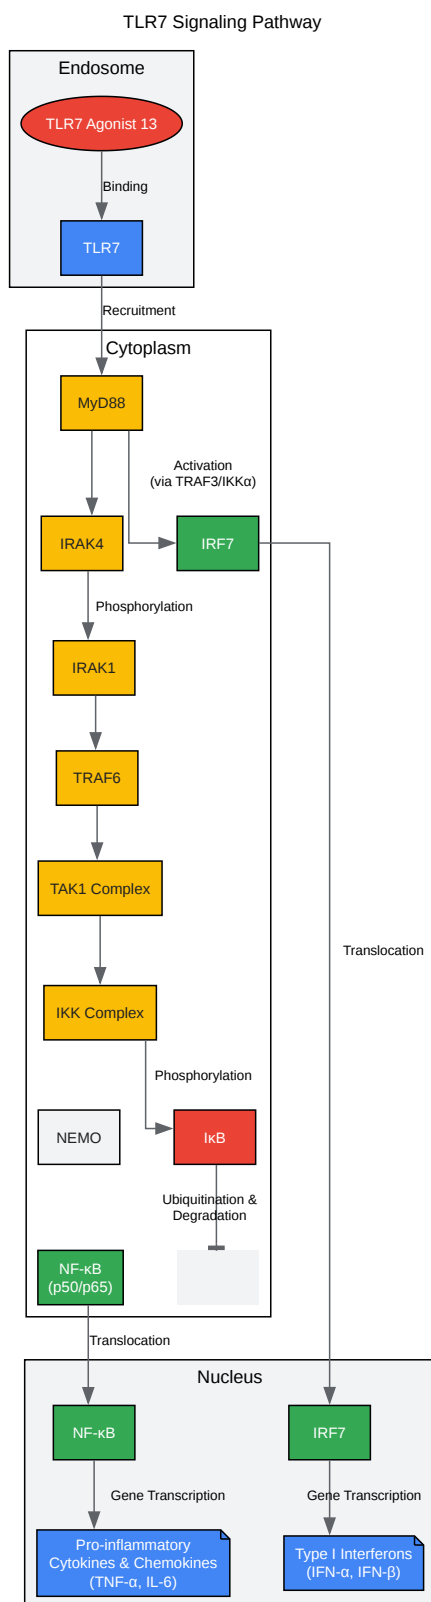 TLR7 Signaling Pathway
Endosome
TLR7 Agonist 13
Binding
TLR7
Recruitment
Cytoplasm
MyD88
Activation
(via TRAF3/IKKα)
IRAK4
IRF7
Phosphorylation
IRAK1
TRAF6
TAK1 Complex
Translocation
IKK Complex
Phosphorylation
NEMO
IκB
Ubiquitination &
Degradation
NF-κB
(p50/p65)
Translocation
Nucleus
NF-κB
IRF7
Gene Transcription
Gene Transcription
Pro-inflammatory
Cytokines & Chemokines
(TNF-α, IL-6)
Type I Interferons
(IFN-α, IFN-β)